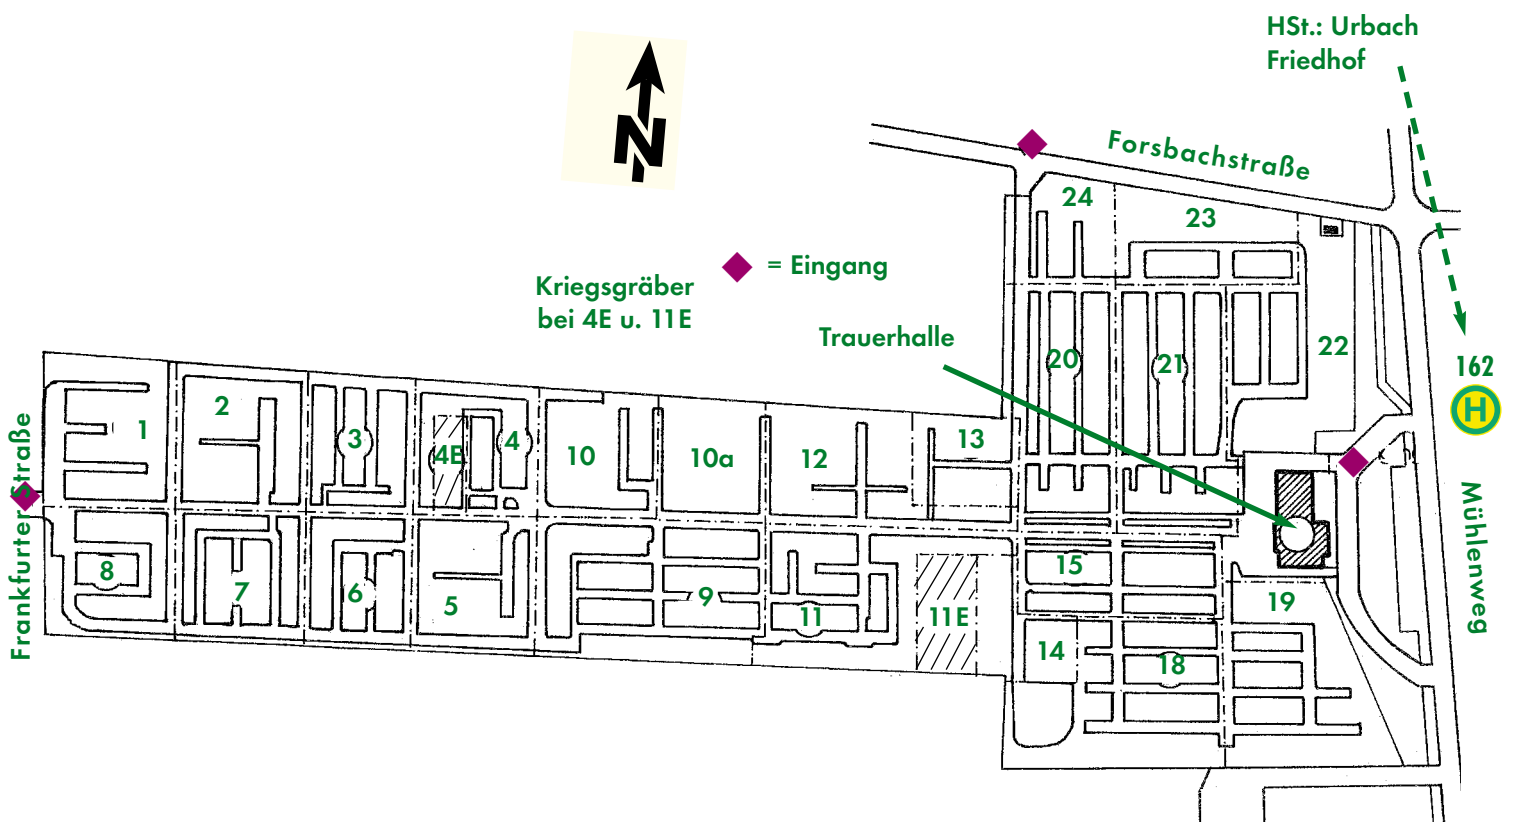 HSt.: Urbach
Friedhof
N
Forsbachstraße
24
23
= Eingang
Kriegsgräber
bei 4E u. 11E
Trauerhalle
20
21
22
162
H
1
2
3
4E
4
10
10a
12
13
Frankfurter Straße
Mühlenweg
8
7
6
5
9
11
11E
15
19
14
18